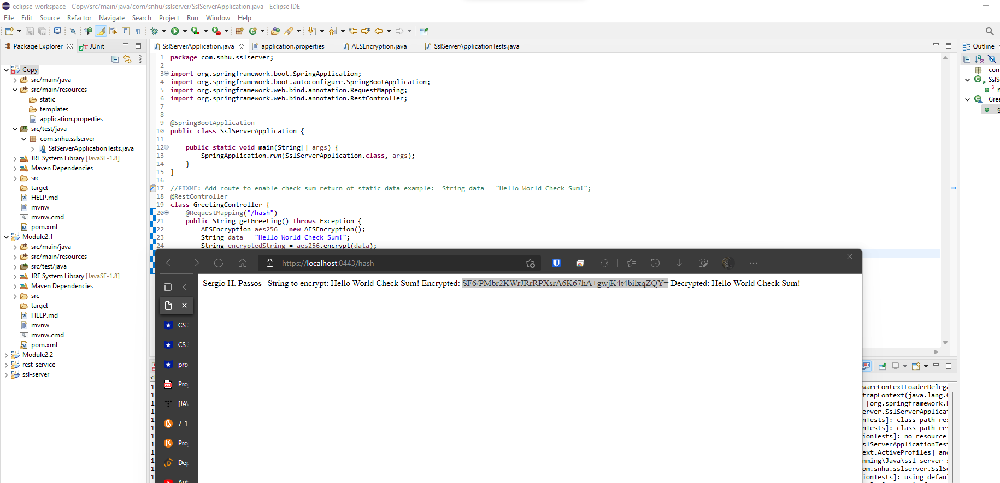 eclipse-workspace - Copy/src/main/java/com/snhu/sslserver/SslServerApplication.java - Eclipse IDE
File Edit Source Refactor Navigate Search Project Run Window Help
Package Explorer JUnit
Copy
src/main/java
src/main/resources
static
templates
application.properties
src/test/java
com.snhu.sslserver
SslServerApplicationTests.java
JRE System Library [JavaSE-1.8]
Maven Dependencies
src
target
HELP.md
mvnw
mvnw.cmd
pom.xml
Module2.1
src/main/java
src/main/resources
src/test/java
JRE System Library [JavaSE-1.8]
Maven Dependencies
src
target
HELP.md
mvnw
mvnw.cmd
pom.xml
Module2.2
rest-service
ssl-server
SslServerApplication.java application.properties AESEncryption.java SslServerApplicationTests.java
1 package com.snhu.sslserver;
2
3 import org.springframework.boot.SpringApplication;
4 import org.springframework.boot.autoconfigure.SpringBootApplication;
5 import org.springframework.web.bind.annotation.RequestMapping;
6 import org.springframework.web.bind.annotation.RestController;
7
8
9 @SpringBootApplication
10 public class SslServerApplication {
11
12 public static void main(String[] args) {
13 SpringApplication.run(SslServerApplication.class, args);
14 }
15 }
16
17 //FIXME: Add route to enable check sum return of static data example:  String data = "Hello World Check Sum!";
18 @RestController
19 class GreetingController {
20 @RequestMapping("/hash")
21 public String getGreeting() throws Exception {
22 AESEncryption aes256 = new AESEncryption();
23 String data = "Hello World Check Sum!";
24 String encryptedString = aes256.encrypt(data);
Outline
com
SslS
Gree
g
https://localhost:8443/hash
Sergio H. Passos--String to encrypt: Hello World Check Sum! Encrypted: SF6/PMbr2KWrJRrRPXsrA6K67hA+gwjK4t4bilxqZQY= Decrypted: Hello World Check Sum!
CS
CS
pro
Pro
[JAV
7-1
Pro
Dep
Aut
wareContextLoaderDelega
trapContext(java.lang.
[org.springframework.
erver.SslServerApplicat
nTests]: class path res
nTests]: class path res
ionTests]: no resource
slServerApplicationTest
ext.ActiveProfiles] an
mming\Java\ssl-server_
om.snhu.sslserver.SslS
ionTests]: using defau